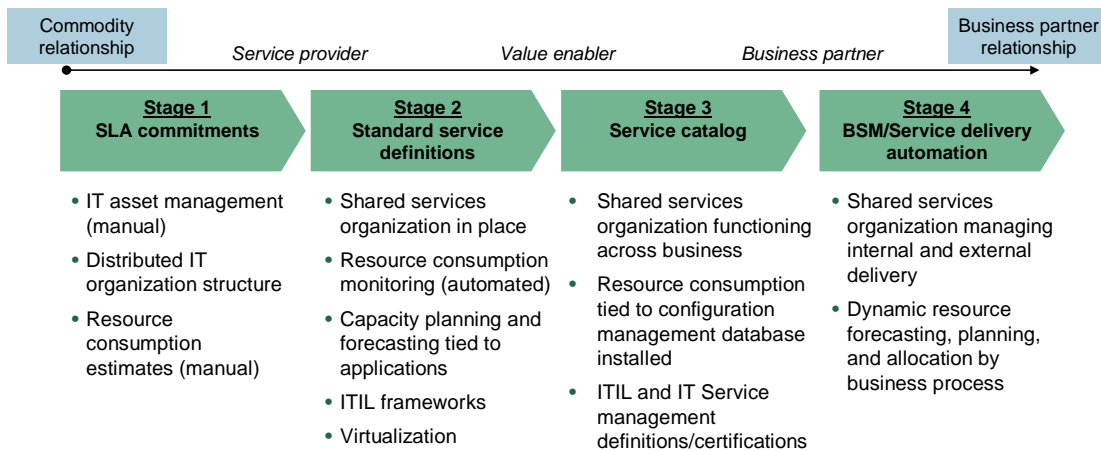 Commodity
relationship
Service provider
Value enabler
Business partner
Business partner
relationship
Stage 1
SLA commitments
Stage 2
Standard service
definitions
Stage 3
Service catalog
Stage 4
BSM/Service delivery
automation
• IT asset management
(manual)
• Distributed IT
organization structure
• Resource
consumption
estimates (manual)
• Shared services
organization in place
• Resource consumption
monitoring (automated)
• Capacity planning and
forecasting tied to
applications
• ITIL frameworks
• Virtualization
• Shared services
organization functioning
across business
• Resource consumption
tied to configuration
management database
installed
• ITIL and IT Service
management
definitions/certifications
• Shared services
organization managing
internal and external
delivery
• Dynamic resource
forecasting, planning,
and allocation by
business process